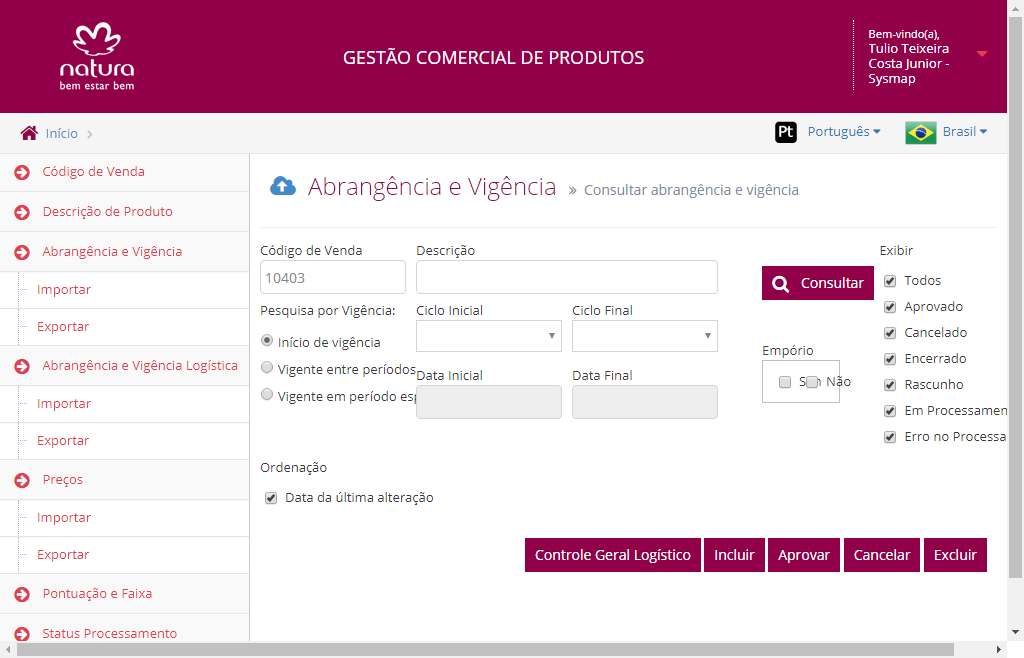 natura
bem estar bem
GESTÃO COMERCIAL DE PRODUTOS
Bem-vindo(a),
Tulio Teixeira
Costa Junior -
Sysmap
Início
Pt Português
Brasil
Código de Venda
Descrição de Produto
Abrangência e Vigência
Importar
Exportar
Abrangência e Vigência Logística
Importar
Exportar
Preços
Importar
Exportar
Pontuação e Faixa
Status Processamento
Abrangência e Vigência » Consultar abrangência e vigência
Código de Venda
10403
Descrição
Pesquisa por Vigência:
Início de vigência
Vigente entre períodos
Vigente em período esp
Ciclo Inicial
Ciclo Final
Data Inicial
Data Final
Consultar
Empório
Não
Exibir
Todos
Aprovado
Cancelado
Encerrado
Rascunho
Em Processamen
Erro no Processa
Ordenação
Data da última alteração
Controle Geral Logístico
Incluir
Aprovar
Cancelar
Excluir